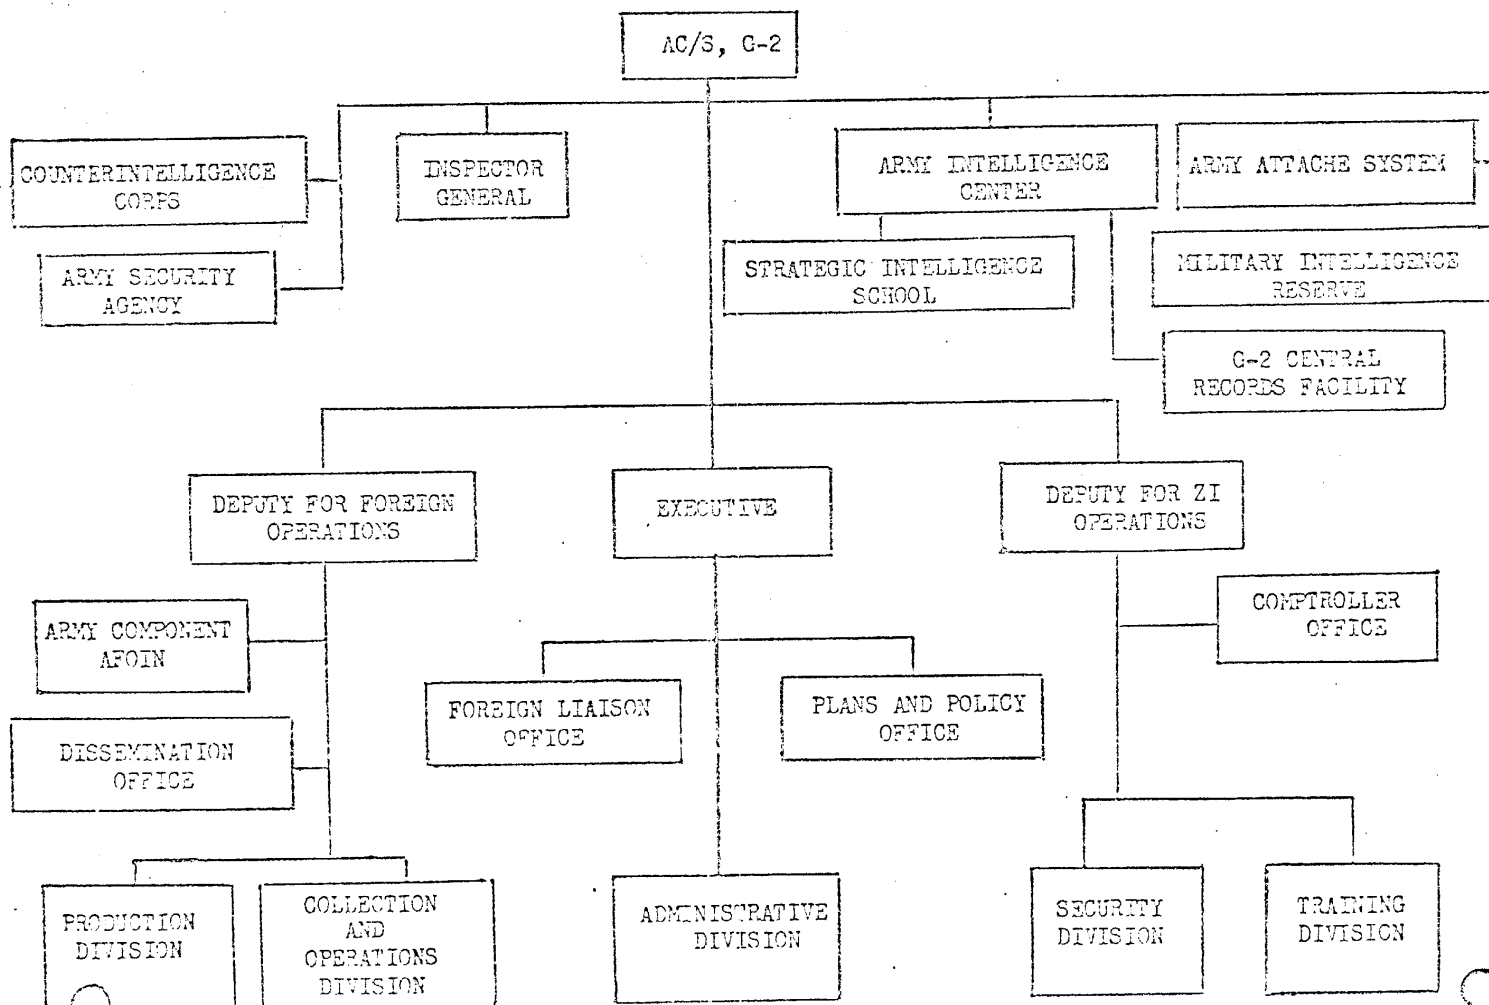 AC/S, G-2
COUNTERINTELLIGENCE
CORPS
INSPECTOR
GENERAL
ARMY INTELLIGENCE
CENTER
ARMY ATTACHE SYSTEM
ARMY SECURITY
AGENCY
STRATEGIC INTELLIGENCE
SCHOOL
MILITARY INTELLIGENCE
RESERVE
G-2 CENTRAL
RECORDS FACILITY
DEPUTY FOR FOREIGN
OPERATIONS
EXECUTIVE
DEPUTY FOR ZI
OPERATIONS
ARMY COMPONENT
AFOIN
COMPTROLLER
OFFICE
FOREIGN LIAISON
OFFICE
PLANS AND POLICY
OFFICE
DISSEMINATION
OFFICE
PRODUCTION
DIVISION
COLLECTION
AND
OPERATIONS
DIVISION
ADMINISTRATIVE
DIVISION
SECURITY
DIVISION
TRAINING
DIVISION